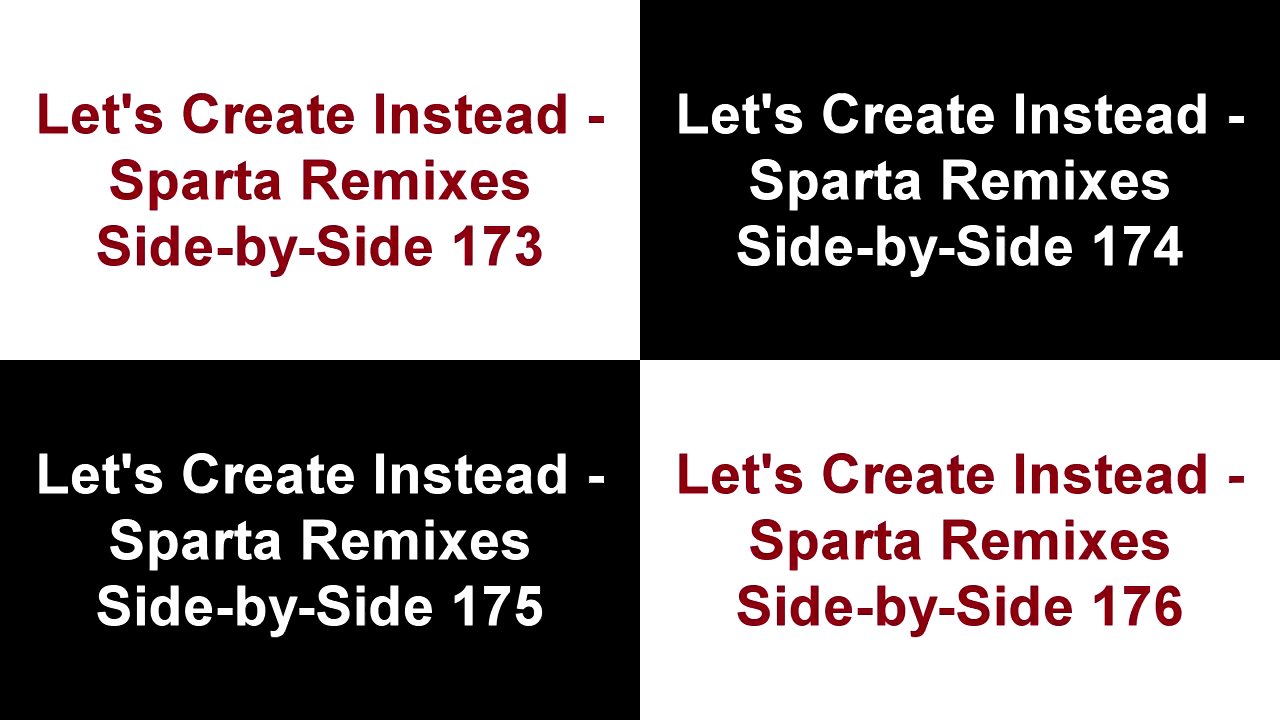 Let's Create Instead -
Sparta Remixes
Side-by-Side 173
Let's Create Instead -
Sparta Remixes
Side-by-Side 174
Let's Create Instead -
Sparta Remixes
Side-by-Side 175
Let's Create Instead -
Sparta Remixes
Side-by-Side 176